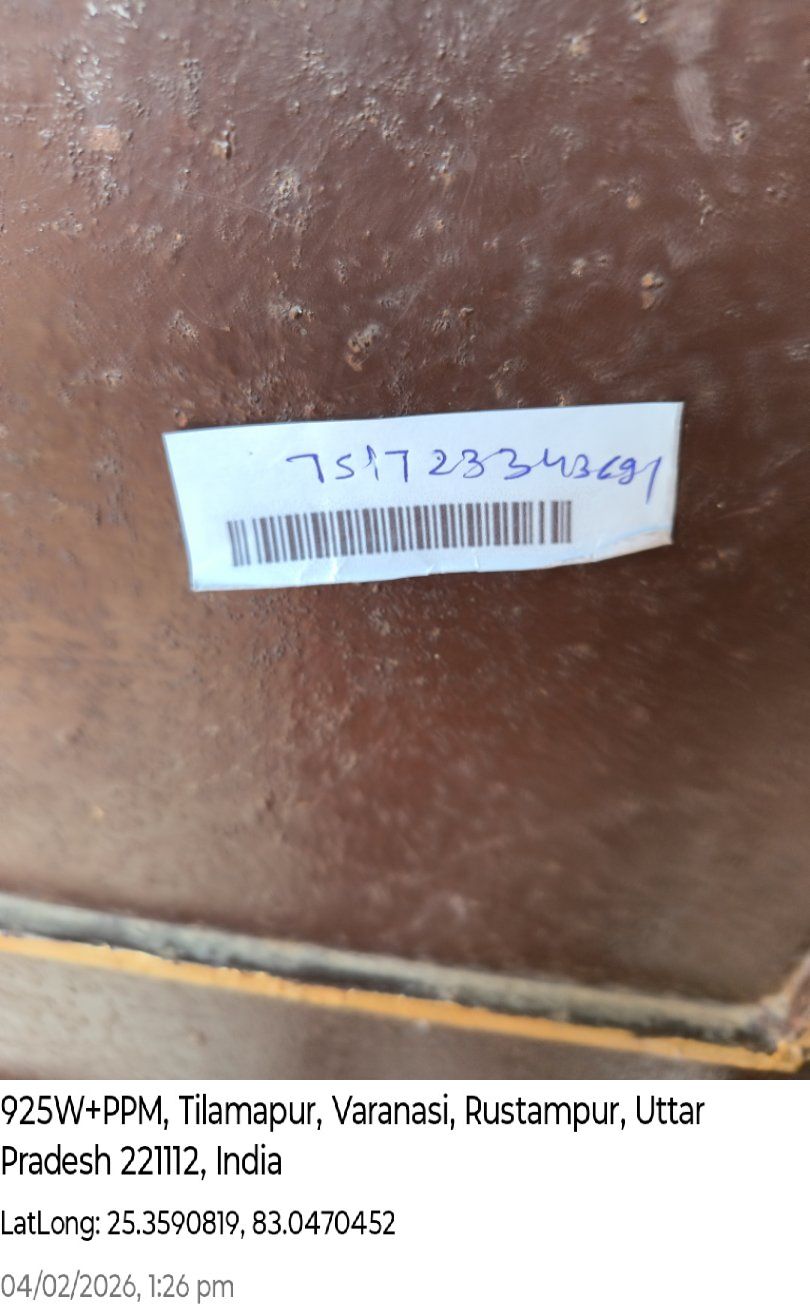 751723343691
925W+PPM, Tilamapur, Varanasi, Rustampur, Uttar
Pradesh 221112, India
LatLong: 25.3590819, 83.0470452
04/02/2026, 1:26 pm